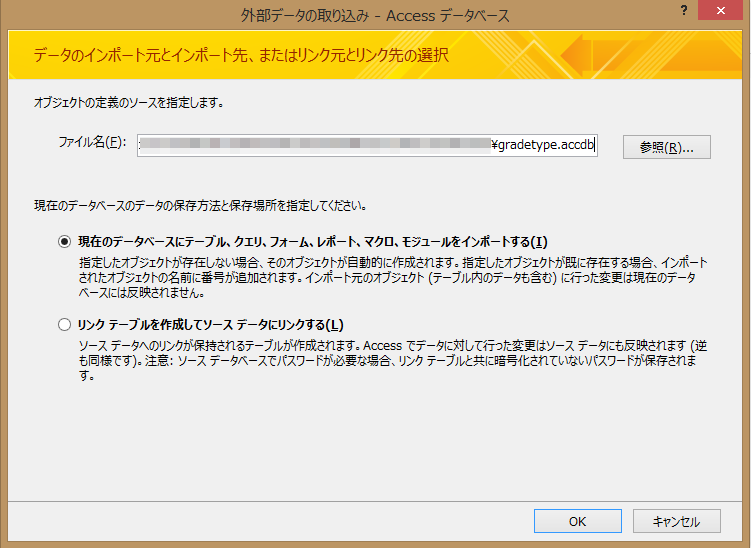 外部データの取り込み - Access データベース
? ×
データのインポート元とインポート先、またはリンク元とリンク先の選択
オブジェクトの定義のソースを指定します。
ファイル名(F): ¥gradetype.accdb 参照(R)...
現在のデータベースのデータの保存方法と保存場所を指定してください。
現在のデータベースにテーブル、クエリ、フォーム、レポート、マクロ、モジュールをインポートする(I)
指定したオブジェクトが存在しない場合、そのオブジェクトが自動的に作成されます。指定したオブジェクトが既に存在する場合、インポート
されたオブジェクトの名前に番号が追加されます。インポート元のオブジェクト (テーブル内のデータも含む) に行った変更は現在のデータ
ベースには反映されません。
リンク テーブルを作成してソース データにリンクする(L)
ソース データへのリンクが保持されるテーブルが作成されます。Access でデータに対して行った変更はソース データにも反映されます (逆
も同様です)。注意: ソース データベースでパスワードが必要な場合、リンク テーブルと共に暗号化されていないパスワードが保存されま
す。
OK キャンセル